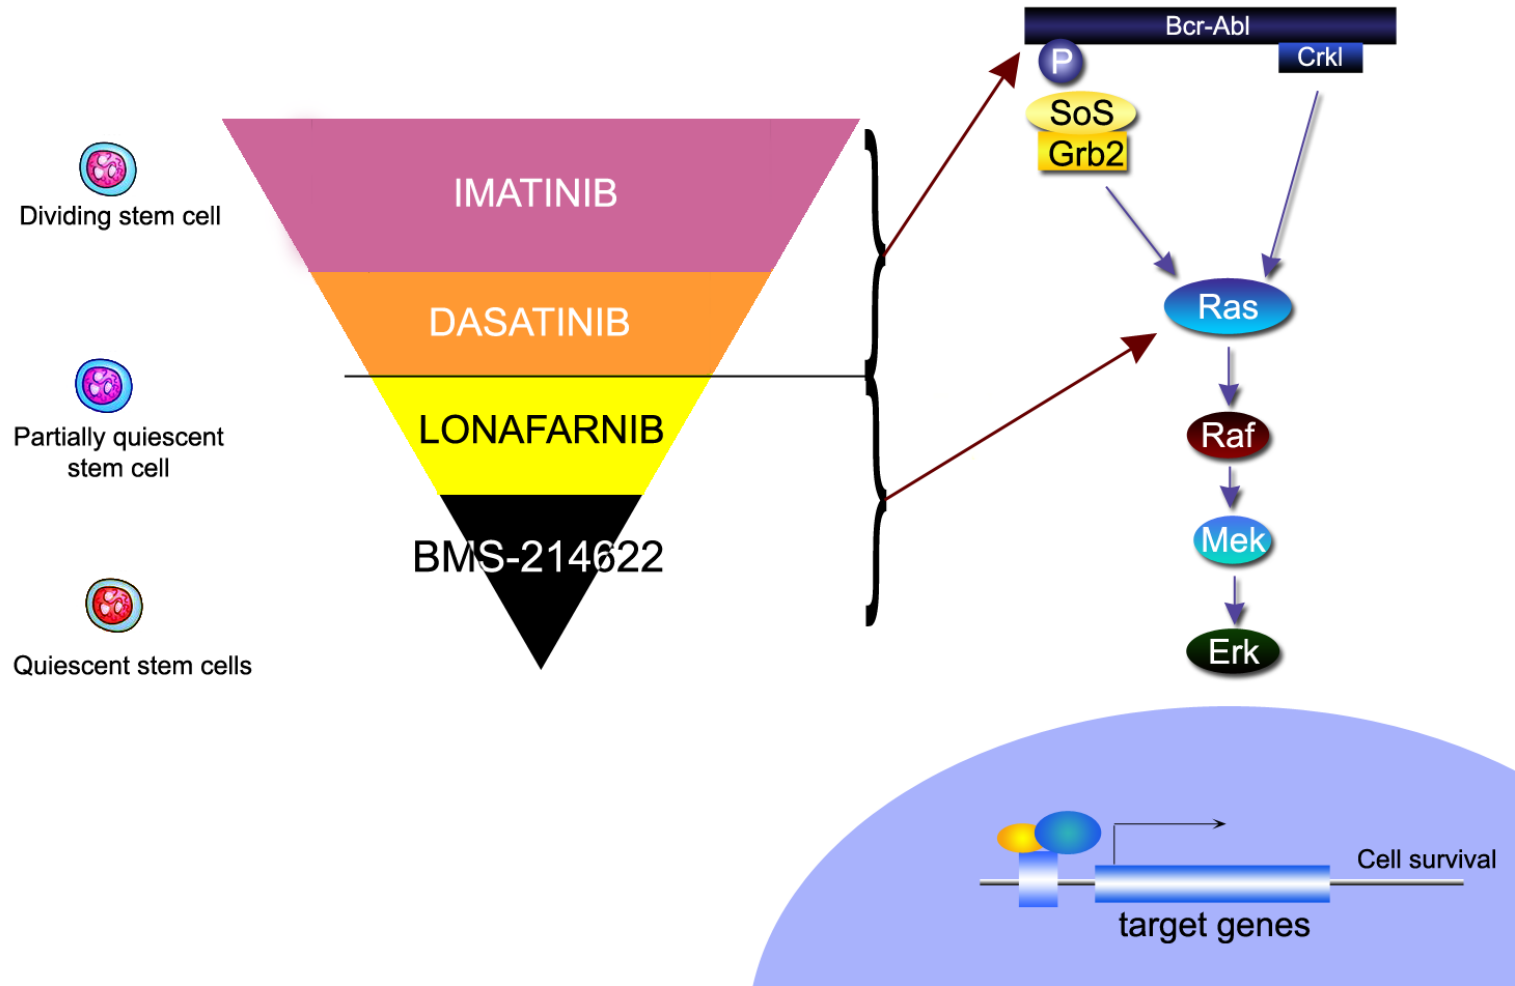 Bcr-Abl
P
Crkl
SoS
Grb2
Dividing stem cell
IMATINIB
DASATINIB
Ras
Partially quiescent
stem cell
LONAFARNIB
Raf
BMS-214622
Mek
Quiescent stem cells
Erk
Cell survival
target genes